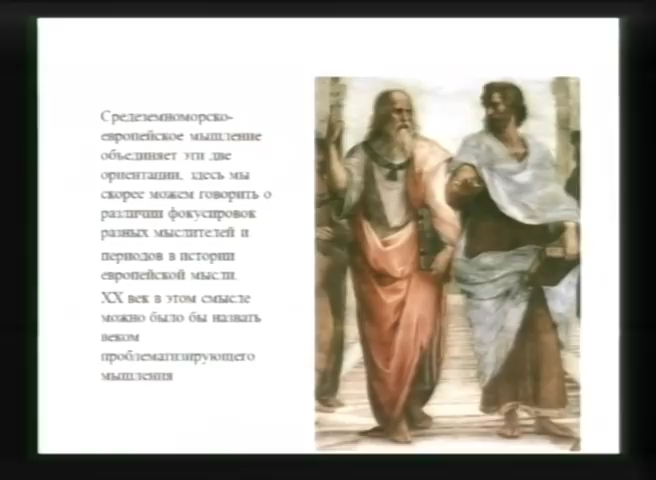 Средеземноморско-
европейское мышление
объединяет эти две
ориентации, здесь мы
скорее можем говорить о
различии фокусировок
разных мыслителей и
периодов в истории
европейской мысли.
XX век в этом смысле
можно было бы назвать
веком
проблематизирующего
мышления